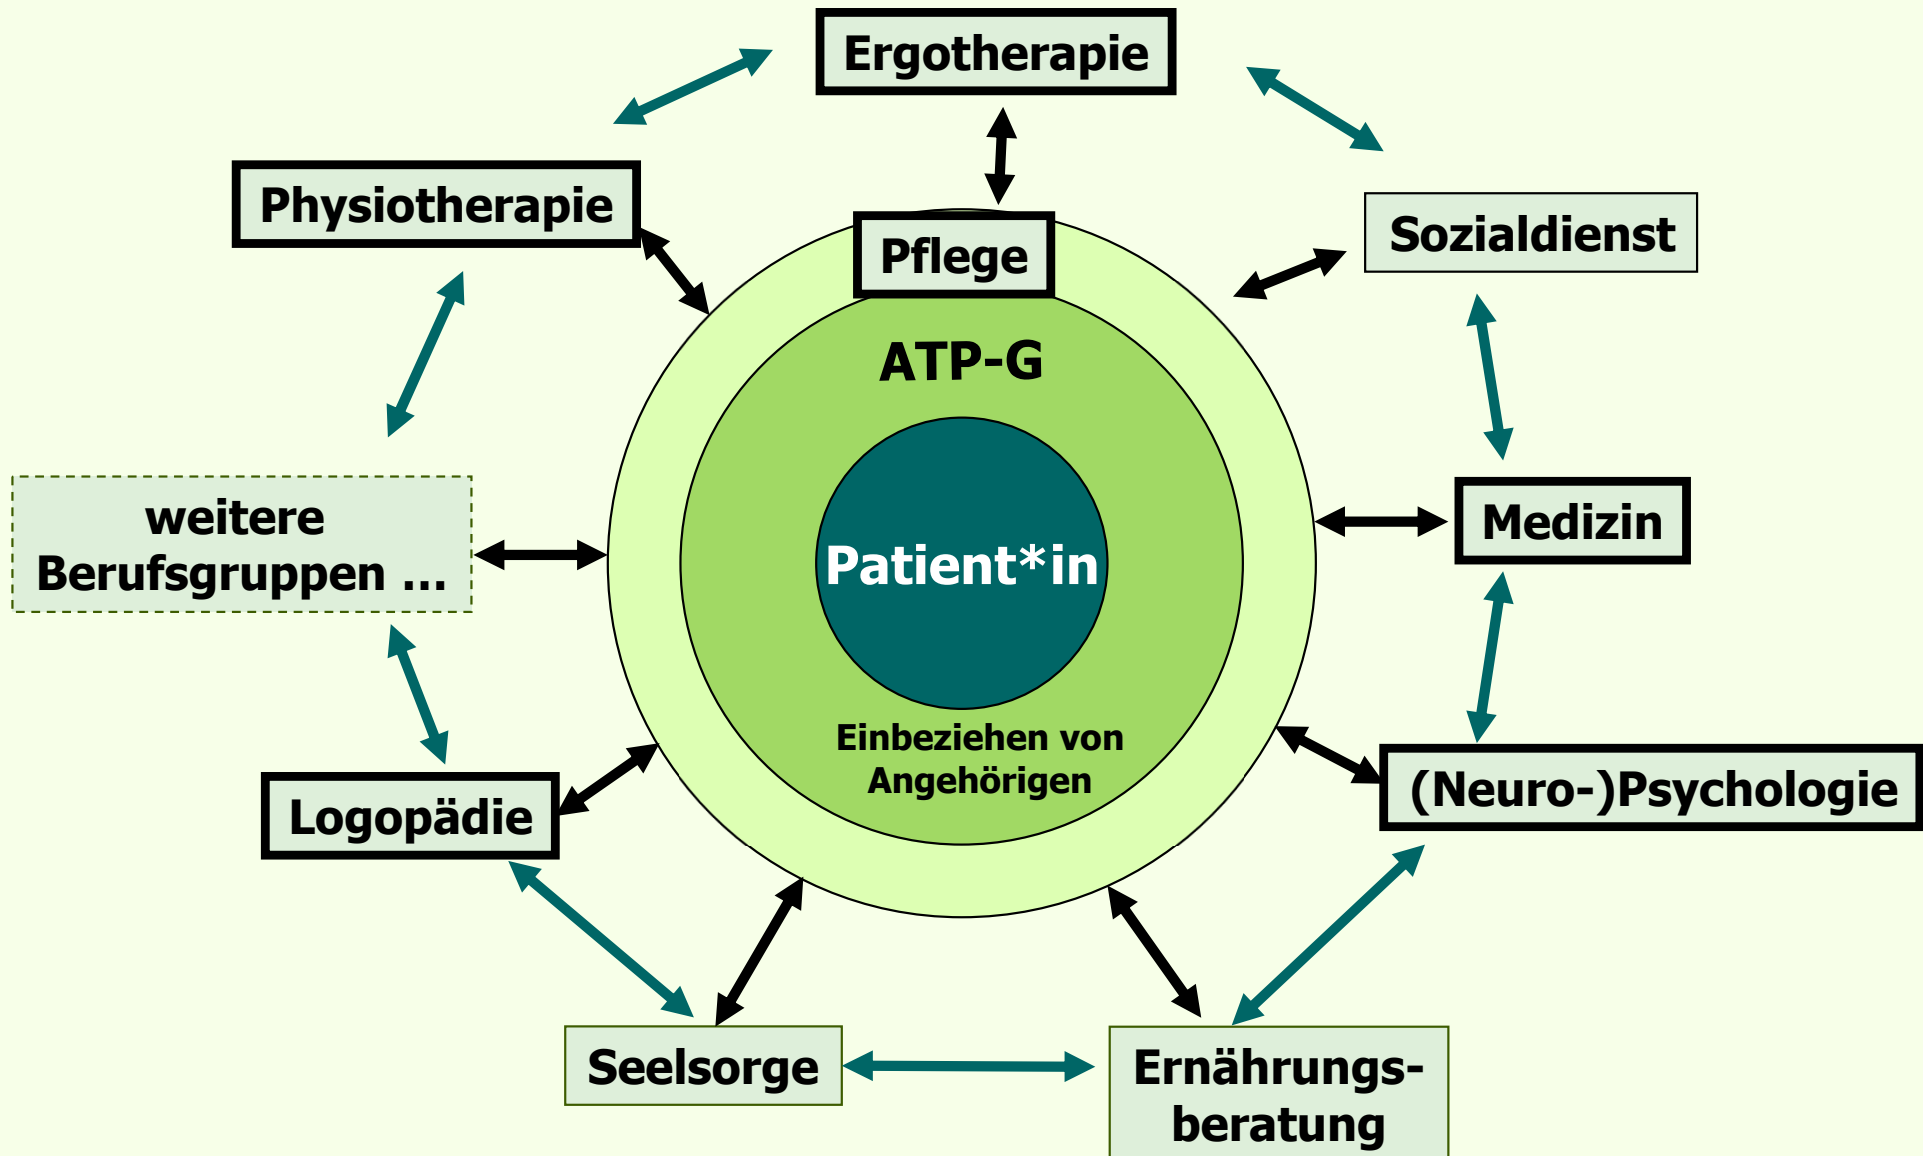 Ergotherapie
Physiotherapie
Sozialdienst
Pflege
ATP-G
weitere
Berufsgruppen ...
Patient*in
Medizin
Einbeziehen von
Angehörigen
(Neuro-)Psychologie
Logopädie
Seelsorge
Ernährungs-
beratung